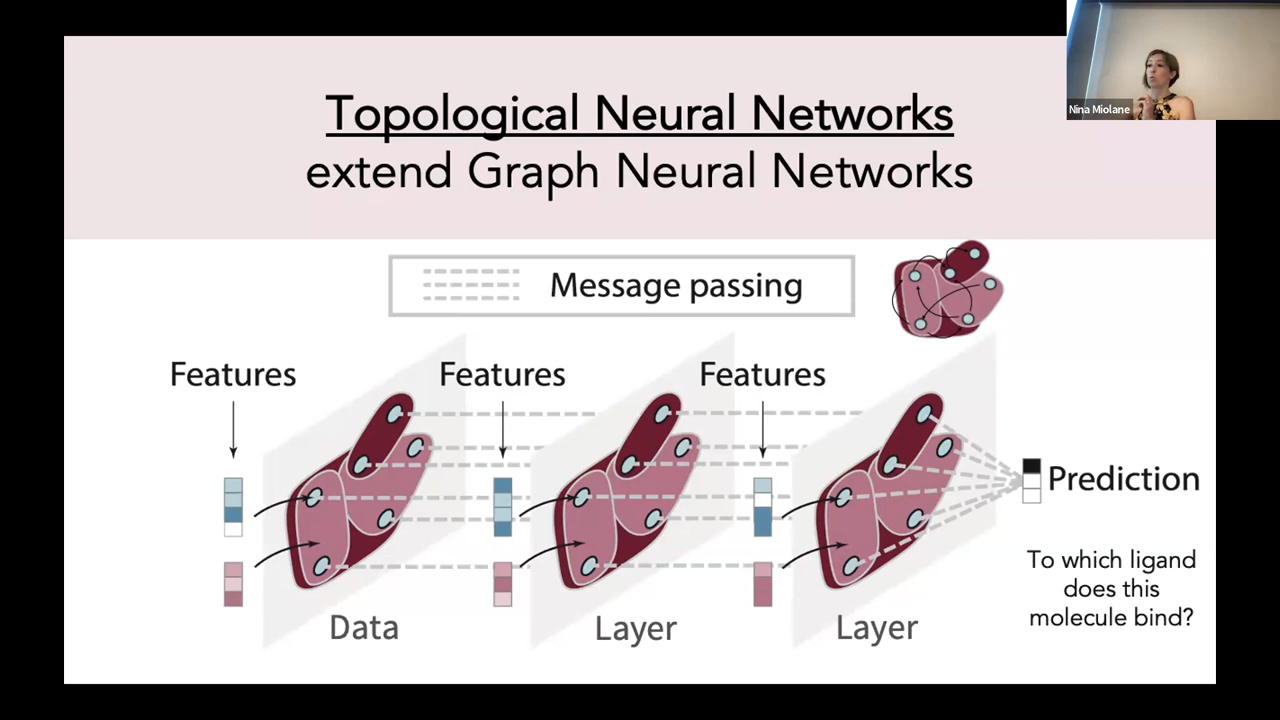 Topological Neural Networks
extend Graph Neural Networks
Nina Miolane
Message passing
Features
Features
Features
Prediction
To which ligand
does this
molecule bind?
Data
Layer
Layer